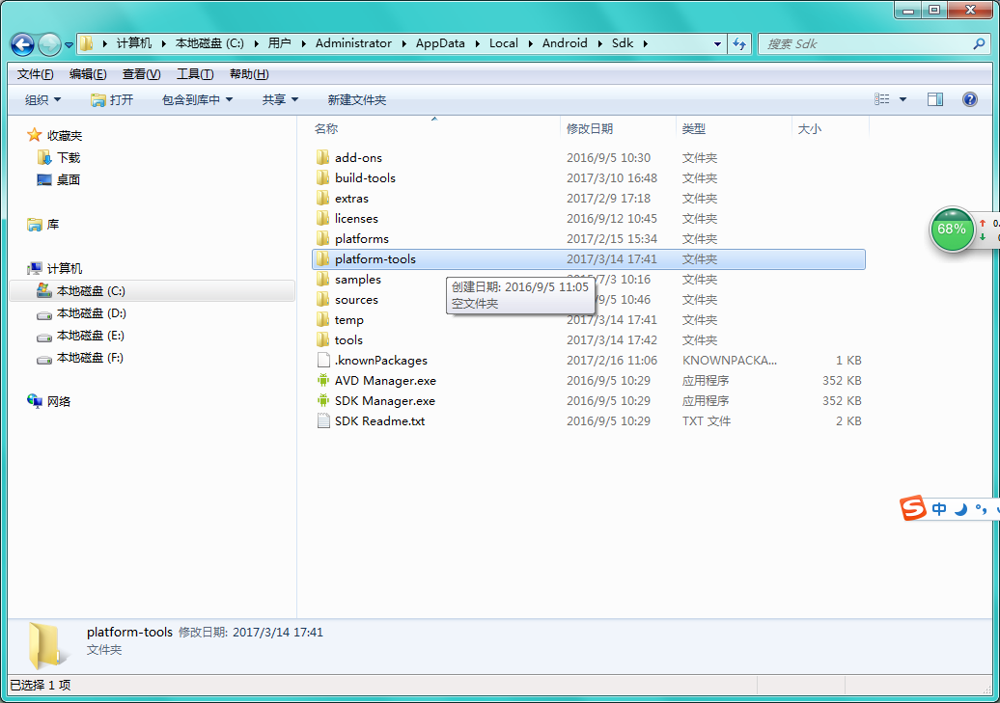 计算机 本地磁盘 (C:) 用户 Administrator AppData Local Android Sdk 搜索 Sdk
文件(F) 编辑(E) 查看(V) 工具(T) 帮助(H)
组织 打开 包含到库中 共享 新建文件夹
收藏夹
下载
桌面
库
计算机
本地磁盘 (C:)
本地磁盘 (D:)
本地磁盘 (E:)
本地磁盘 (F:)
网络
名称 修改日期 类型 大小
add-ons 2016/9/5 10:30 文件夹
build-tools 2017/3/10 16:48 文件夹
extras 2017/2/9 17:18 文件夹
licenses 2016/9/12 10:45 文件夹
platforms 2017/2/15 15:34 文件夹
platform-tools 2017/3/14 17:41 文件夹
samples 5/7/3 10:16 文件夹
sources /9/5 10:46 文件夹
temp 2017/3/14 17:41 文件夹
tools 2017/3/14 17:42 文件夹
.knownPackages 2017/2/16 11:06 KNOWNPACKA... 1 KB
AVD Manager.exe 2016/9/5 10:29 应用程序 352 KB
SDK Manager.exe 2016/9/5 10:29 应用程序 352 KB
SDK Readme.txt 2016/9/5 10:29 TXT 文件 2 KB
创建日期: 2016/9/5 11:05
空文件夹
68%
中
platform-tools 修改日期: 2017/3/14 17:41
文件夹
已选择 1 项